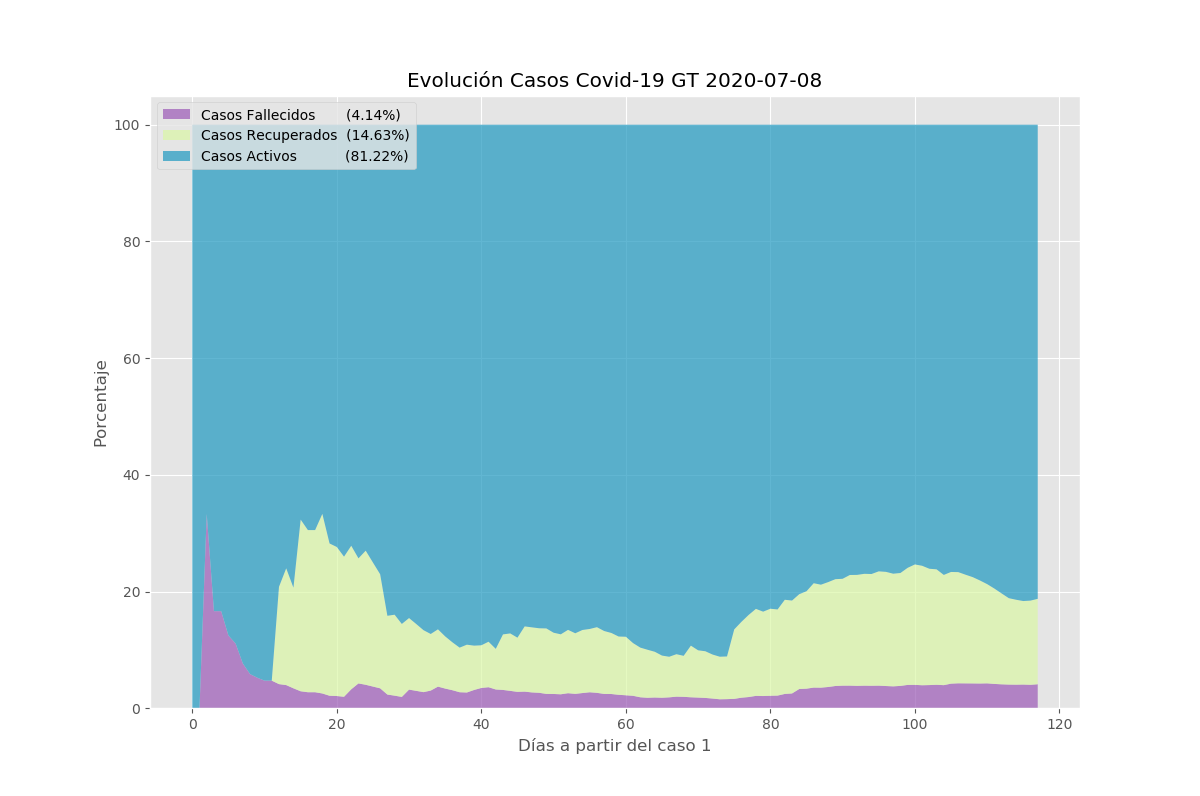 Evolución Casos Covid-19 GT 2020-07-08
Casos Fallecidos (4.14%)
Casos Recuperados (14.63%)
Casos Activos (81.22%)
100
80
60
40
20
0
Porcentaje
0 20 40 60 80 100 120
Días a partir del caso 1